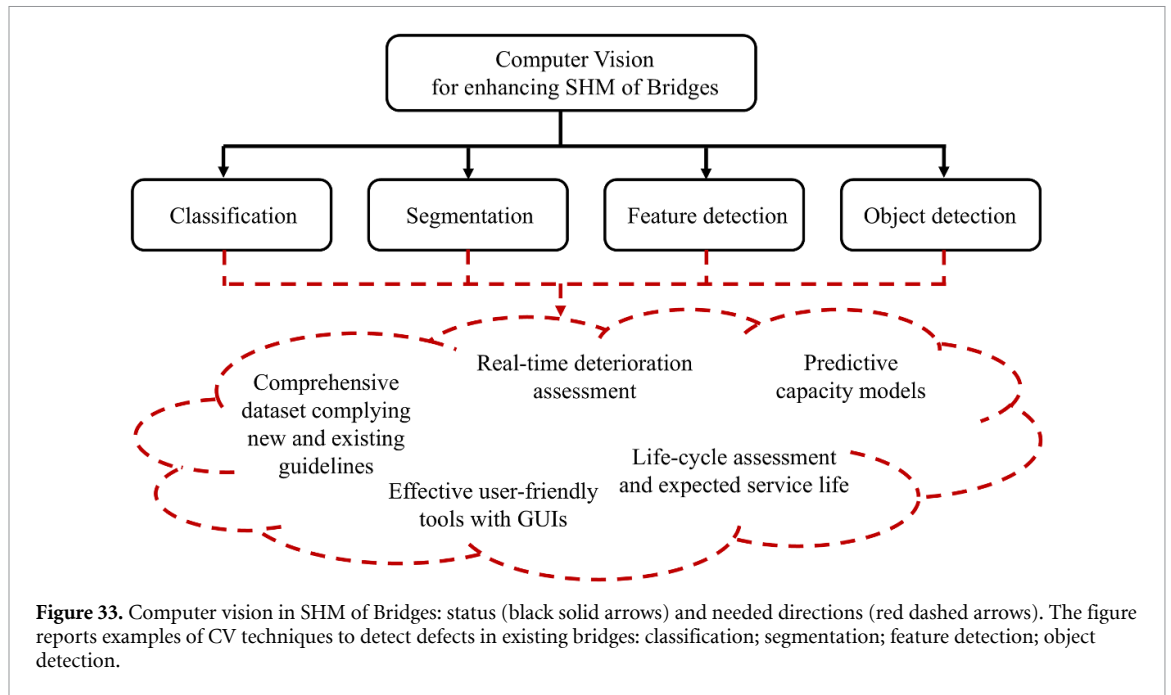 Computer Vision
for enhancing SHM of Bridges
Classification
Segmentation
Feature detection
Object detection
Real-time deterioration
assessment
Predictive
capacity models
Comprehensive
dataset complying
new and existing
guidelines
Life-cycle assessment
and expected service life
Effective user-friendly
tools with GUIs
Figure 33. Computer vision in SHM of Bridges: status (black solid arrows) and needed directions (red dashed arrows). The figure
reports examples of CV techniques to detect defects in existing bridges: classification; segmentation; feature detection; object
detection.